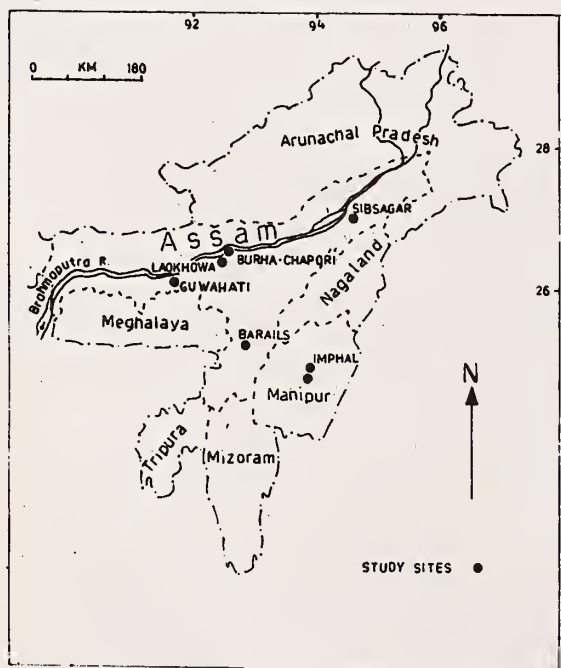 92 94 96
0 KM 180
Arunachal Pradesh
28
SIBSAGAR
Assam
BURHA-CHAPORI
LAOKHOWA
Brahmaputra R.
GUWAHATI
Nagaland
26
Meghalaya
BARAILS
IMPHAL
N
Manipur
Tripura
Mizoram
STUDY SITES